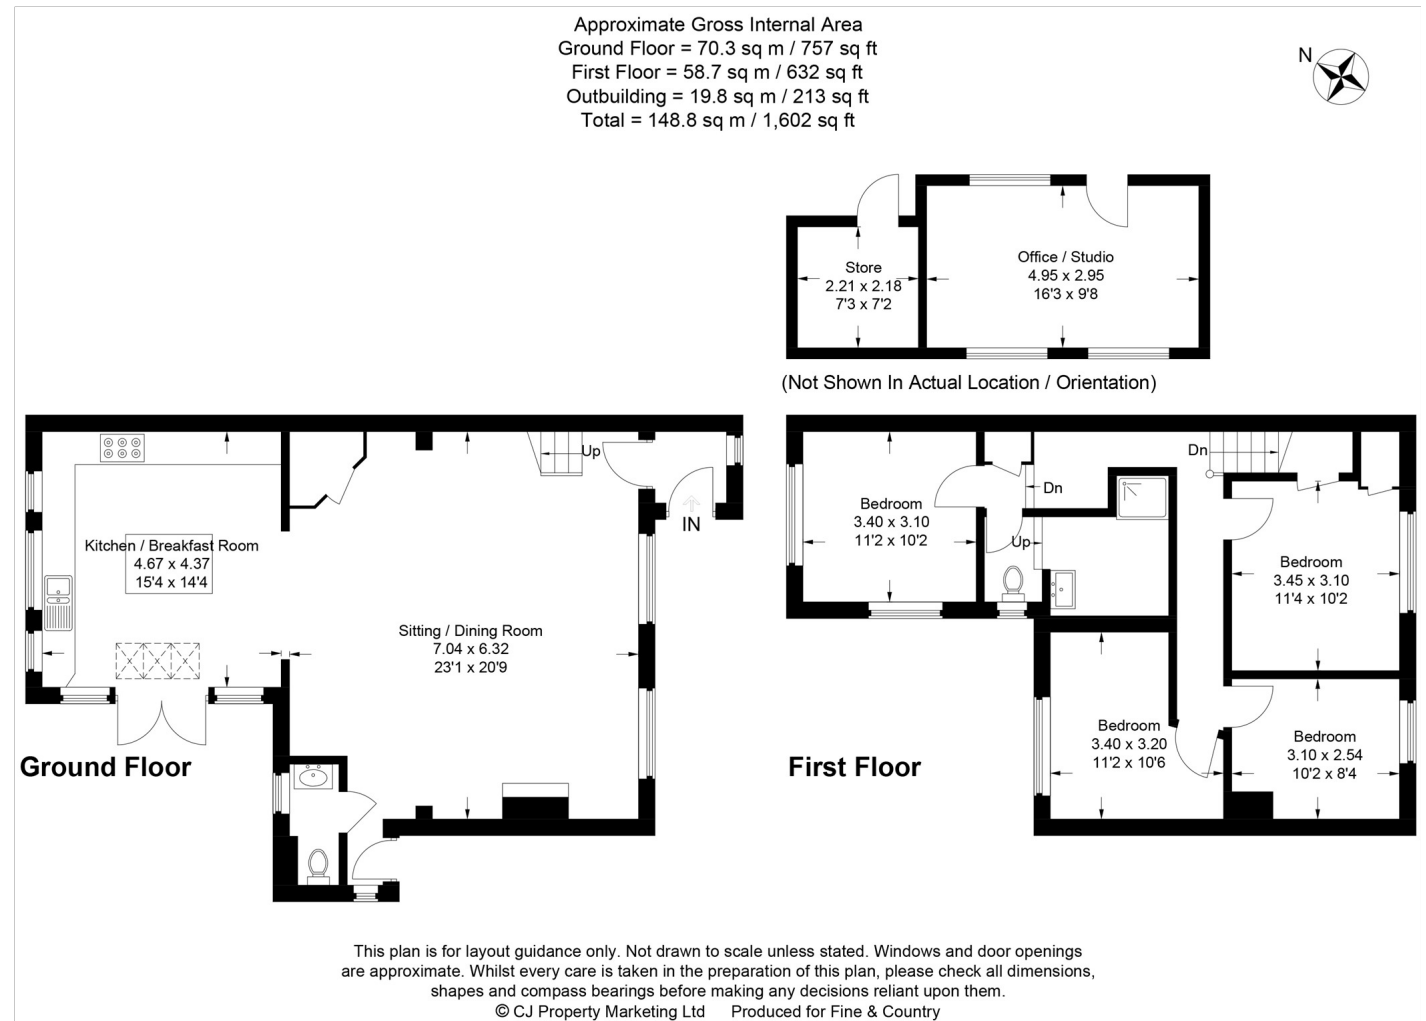 Approximate Gross Internal Area
Ground Floor = 70.3 sq m / 757 sq ft
First Floor = 58.7 sq m / 632 sq ft
Outbuilding = 19.8 sq m / 213 sq ft
Total = 148.8 sq m / 1,602 sq ft
N
Store
2.21 x 2.18
7'3 x 7'2
Office / Studio
4.95 x 2.95
16'3 x 9'8
(Not Shown In Actual Location / Orientation)
Up
IN
Kitchen / Breakfast Room
4.67 x 4.37
15'4 x 14'4
Sitting / Dining Room
7.04 x 6.32
23'1 x 20'9
Ground Floor
Dn
Dn
Up
Bedroom
3.40 x 3.10
11'2 x 10'2
Bedroom
3.45 x 3.10
11'4 x 10'2
Bedroom
3.40 x 3.20
11'2 x 10'6
Bedroom
3.10 x 2.54
10'2 x 8'4
First Floor
This plan is for layout guidance only. Not drawn to scale unless stated. Windows and door openings
are approximate. Whilst every care is taken in the preparation of this plan, please check all dimensions,
shapes and compass bearings before making any decisions reliant upon them.
© CJ Property Marketing Ltd Produced for Fine & Country